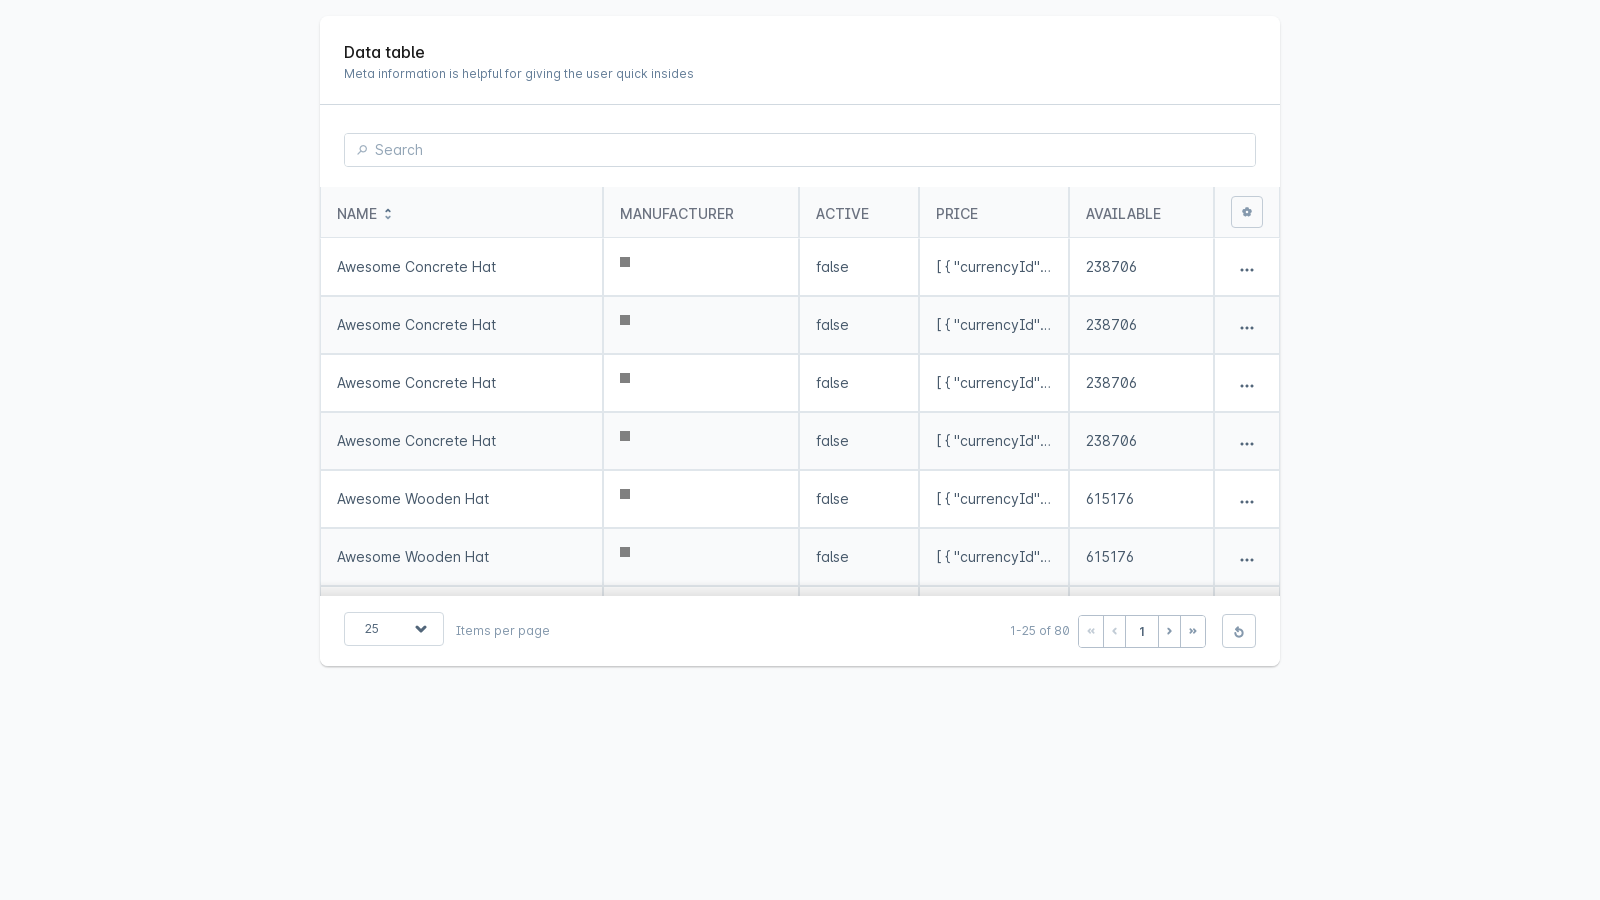 Data table
Meta information is helpful for giving the user quick insides
Search
NAME MANUFACTURER ACTIVE PRICE AVAILABLE
Awesome Concrete Hat false [ { "currencyId"... 238706 ...
Awesome Concrete Hat false [ { "currencyId"... 238706 ...
Awesome Concrete Hat false [ { "currencyId"... 238706 ...
Awesome Concrete Hat false [ { "currencyId"... 238706 ...
Awesome Wooden Hat false [ { "currencyId"... 615176 ...
Awesome Wooden Hat false [ { "currencyId"... 615176 ...
25 Items per page 1-25 of 80 « ‹ 1 › »